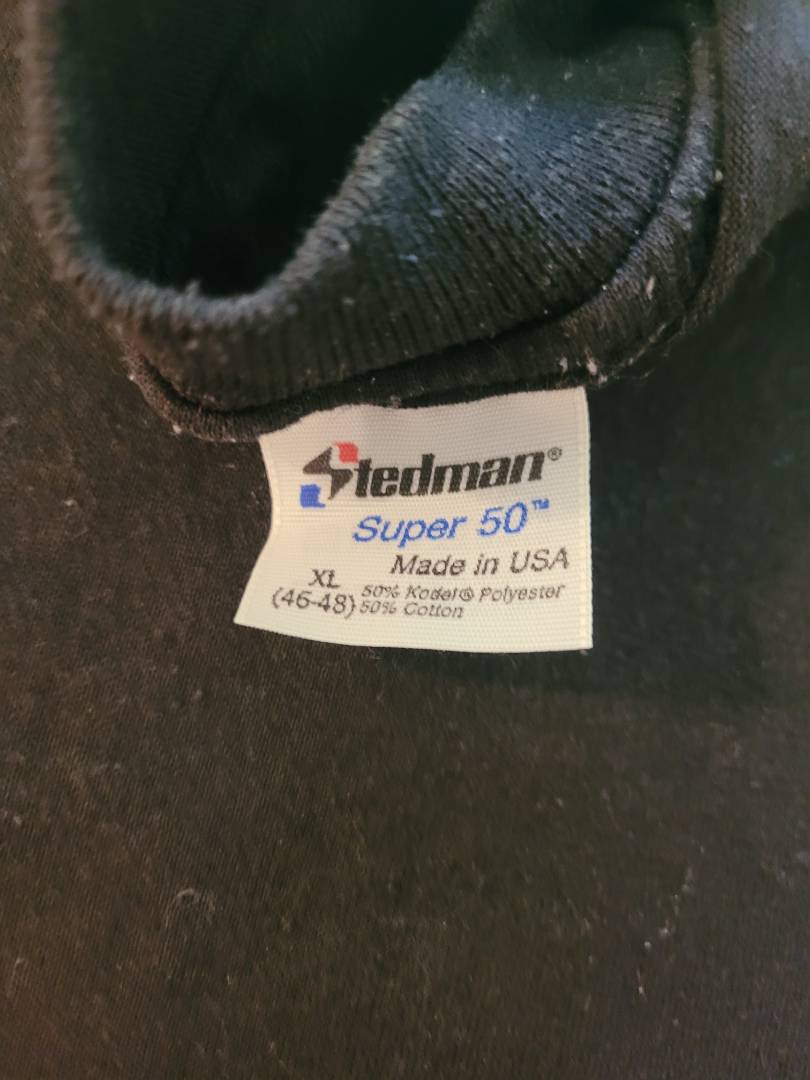 Stedman®
Super 50™
Made in USA
XL
(46-48)
50% Kodel® Polyester
50% Cotton